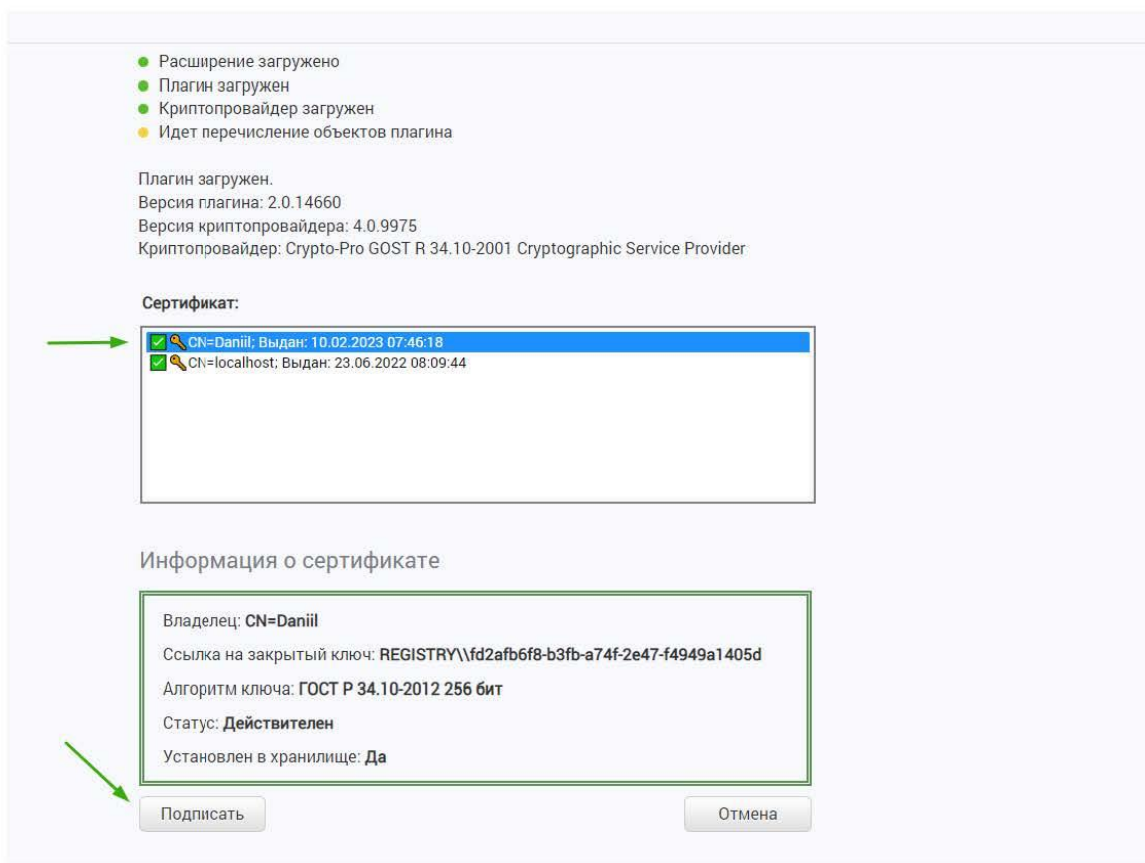 Расширение загружено
Плагин загружен
Криптопровайдер загружен
Идет перечисление объектов плагина
Плагин загружен.
Версия плагина: 2.0.14660
Версия криптопровайдера: 4.0.9975
Криптопровайдер: Crypto-Pro GOST R 34.10-2001 Cryptographic Service Provider
Сертификат:
CN=Daniil; Выдан: 10.02.2023 07:46:18
CN=localhost; Выдан: 23.06.2022 08:09:44
Информация о сертификате
Владелец: CN=Daniil
Ссылка на закрытый ключ: REGISTRY\\fd2afb6f8-b3fb-a74f-2e47-f4949a1405d
Алгоритм ключа: ГОСТ Р 34.10-2012 256 бит
Статус: Действителен
Установлен в хранилище: Да
Подписать
Отмена